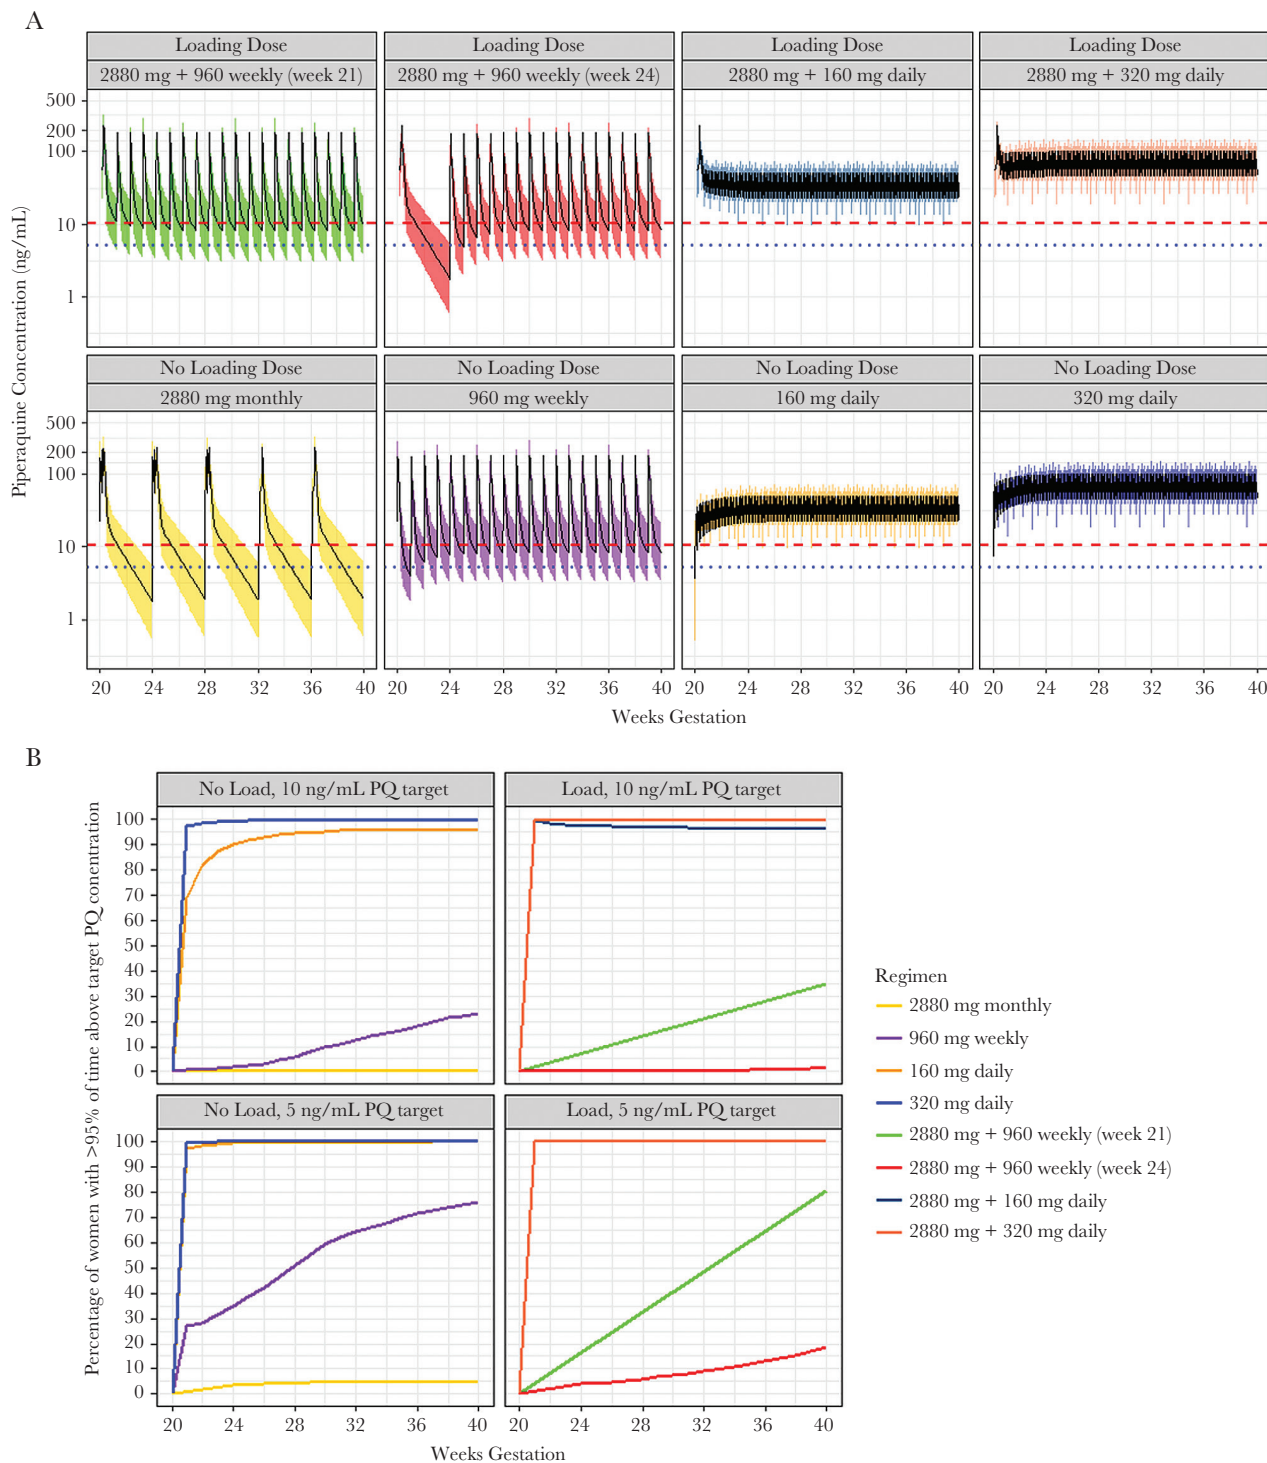 A
Loading Dose
2880 mg + 960 weekly (week 21)
Loading Dose
2880 mg + 960 weekly (week 24)
Loading Dose
2880 mg + 160 mg daily
Loading Dose
2880 mg + 320 mg daily
500
200
100
10
1
No Loading Dose
2880 mg monthly
No Loading Dose
960 mg weekly
No Loading Dose
160 mg daily
No Loading Dose
320 mg daily
500
200
100
10
1
Piperaquine Concentration (ng/mL)
20 24 28 32 36 40
20 24 28 32 36 40
20 24 28 32 36 40
20 24 28 32 36 40
Weeks Gestation
B
No Load, 10 ng/mL PQ target
Load, 10 ng/mL PQ target
100
90
80
70
60
50
40
30
20
10
0
No Load, 5 ng/mL PQ target
Load, 5 ng/mL PQ target
100
90
80
70
60
50
40
30
20
10
0
Percentage of women with >95% of time above target PQ conentration
20 24 28 32 36 40
20 24 28 32 36 40
Weeks Gestation
Regimen
2880 mg monthly
960 mg weekly
160 mg daily
320 mg daily
2880 mg + 960 weekly (week 21)
2880 mg + 960 weekly (week 24)
2880 mg + 160 mg daily
2880 mg + 320 mg daily